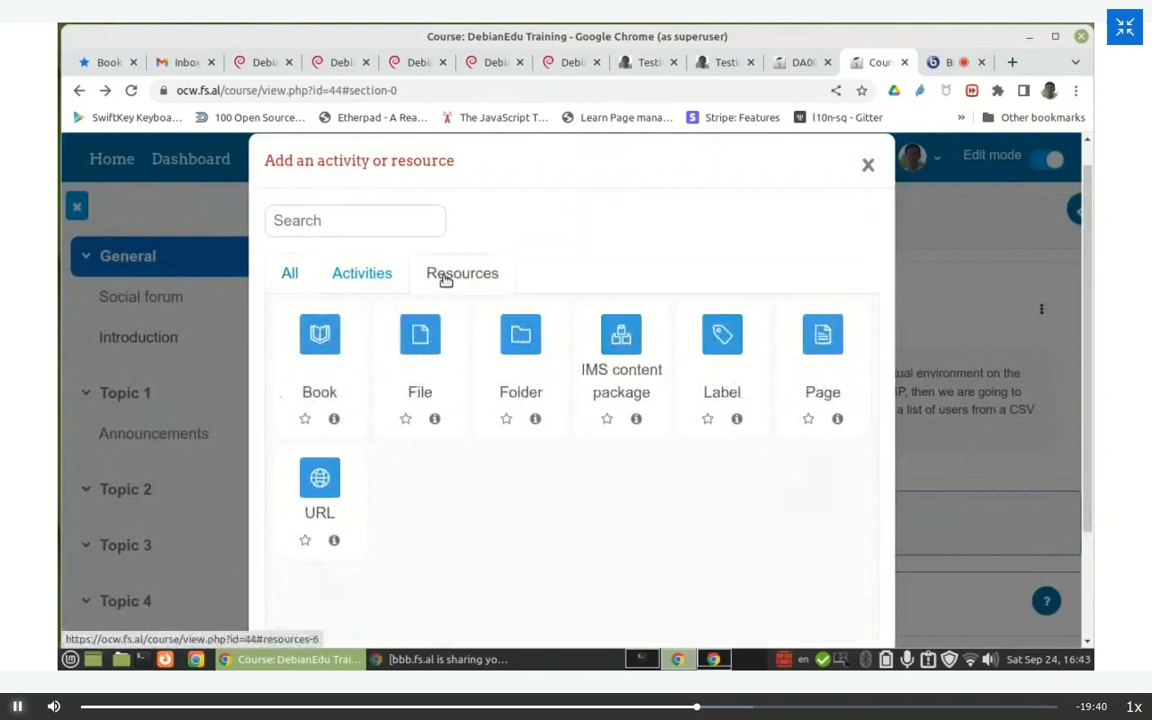 Course: DebianEdu Training - Google Chrome (as superuser)
Book
Inbox
Debia
Debi
Debi
Debi
Debi
Testi
Testi
DA00
Cour
B
ocw.fs.al/course/view.php?id=44#section-0
SwiftKey Keyboa...
100 Open Source...
Etherpad - A Rea...
The JavaScript T...
Learn Page mana...
Stripe: Features
l10n-sq - Gitter
»
Other bookmarks
Home
Dashboard
Edit mode
Add an activity or resource
Search
All
Activities
Resources
General
Social forum
Introduction
Topic 1
Announcements
Topic 2
Topic 3
Topic 4
Book
File
Folder
IMS content
package
Label
Page
URL
tual environment on the
P, then we are going to
a list of users from a CSV
?
https://ocw.fs.al/course/view.php?id=44#resources-6
Course: DebianEdu Trai...
[bbb.fs.al is sharing yo...
en
Sat Sep 24, 16:43
-19:40
1x